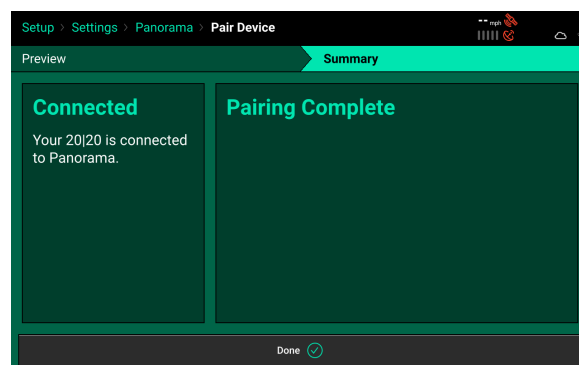 Setup > Settings > Panorama > Pair Device
-- mph
Preview
Summary
Connected
Your 20|20 is connected
to Panorama.
Pairing Complete
Done